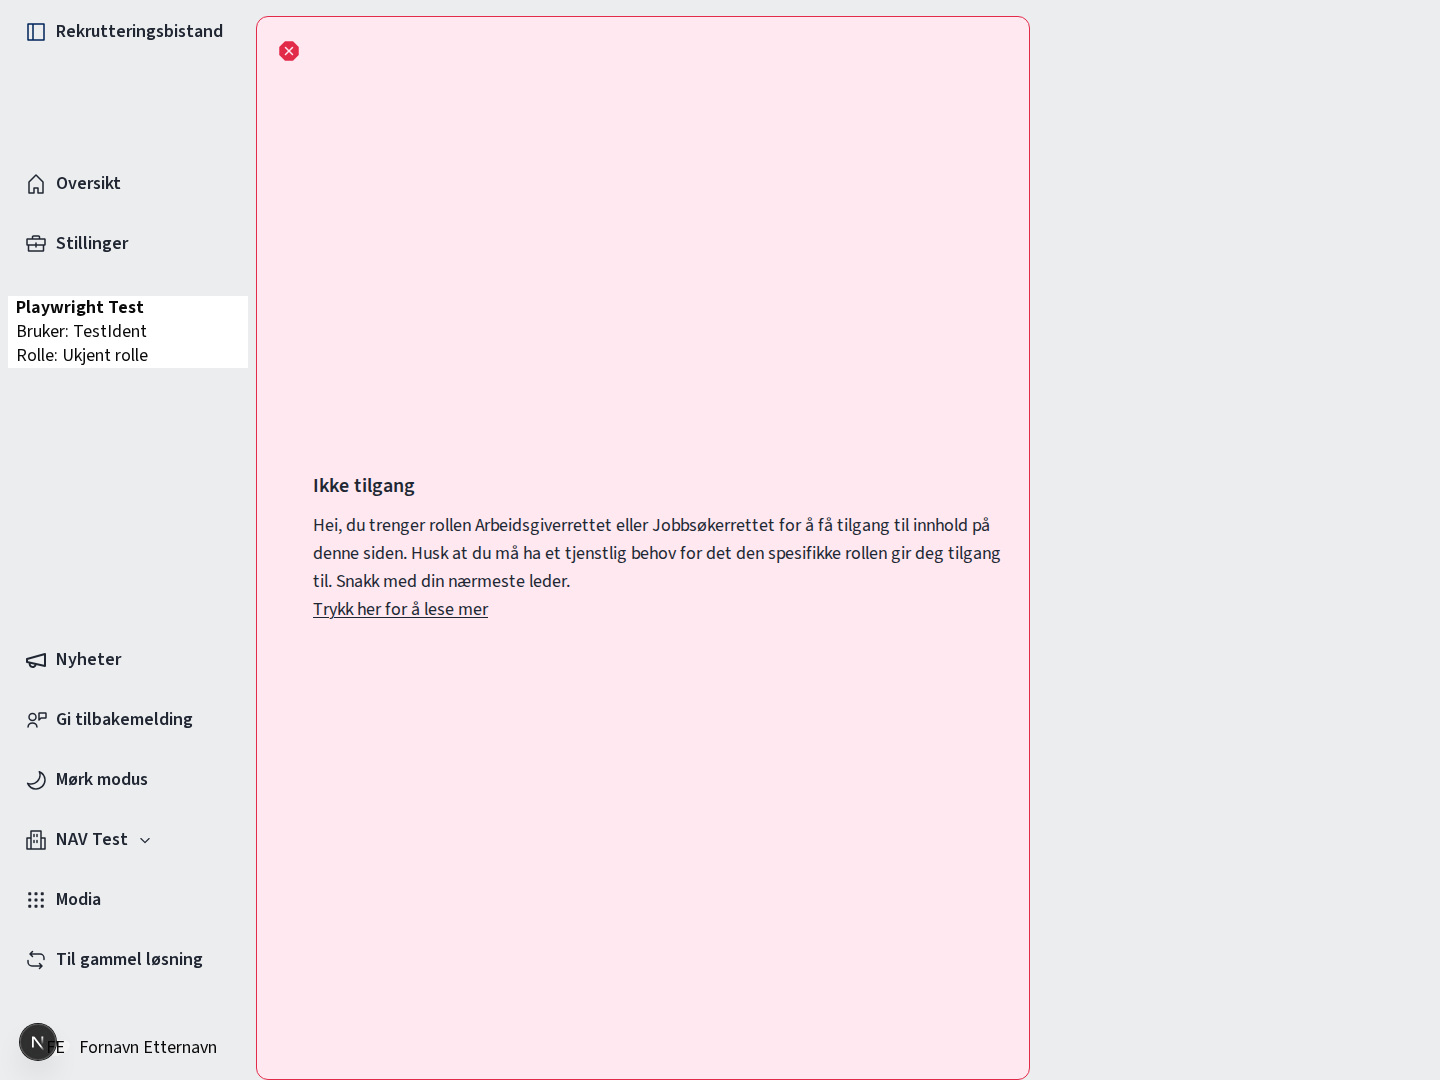 Rekrutteringsbistand
Oversikt
Stillinger
Playwright Test
Bruker: TestIdent
Rolle: Ukjent rolle
Ikke tilgang
Hei, du trenger rollen Arbeidsgiverrettet eller Jobbsøkerrettet for å få tilgang til innhold på
denne siden. Husk at du må ha et tjenstlig behov for det den spesifikke rollen gir deg tilgang
til. Snakk med din nærmeste leder.
Trykk her for å lese mer
Nyheter
Gi tilbakemelding
Mørk modus
NAV Test
Modia
Til gammel løsning
N FE Fornavn Etternavn